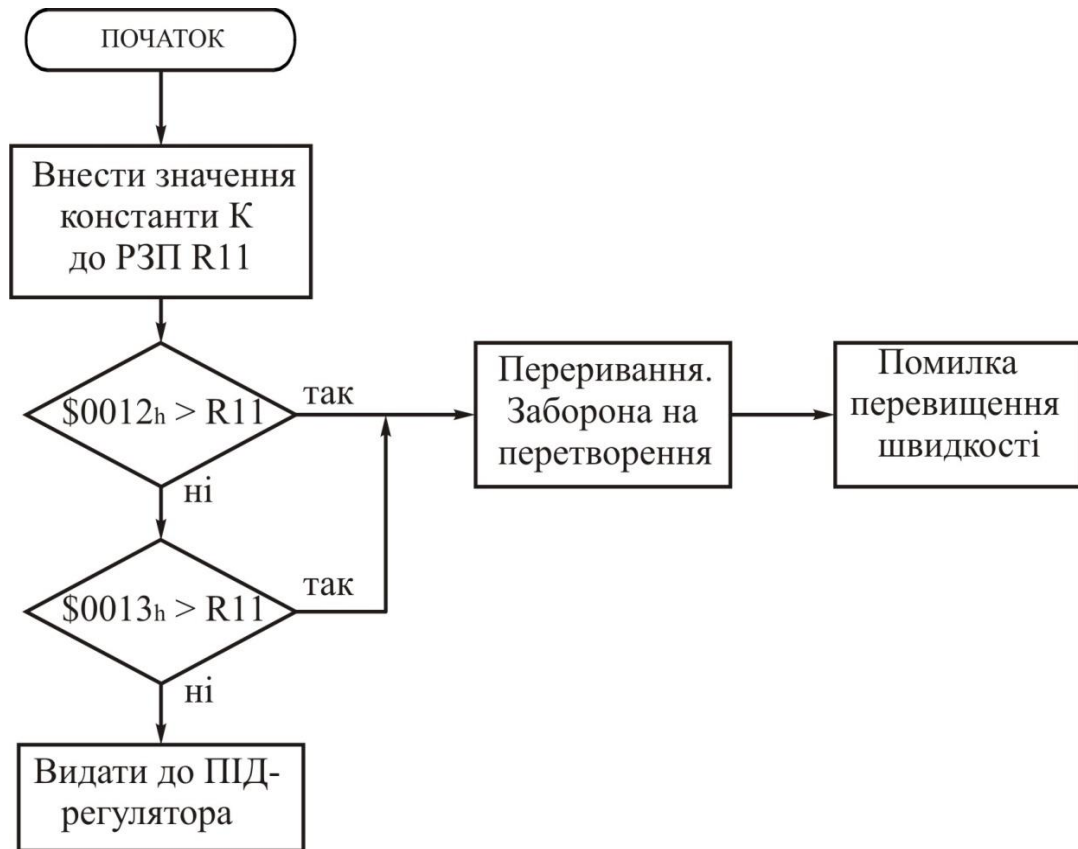 ПОЧАТОК
Внести значення
константи К
до РЗП R11
$0012h > R11
так
ні
Переривання.
Заборона на
перетворення
Помилка
перевищення
швидкості
$0013h > R11
так
ні
Видати до ПІД-
регулятора